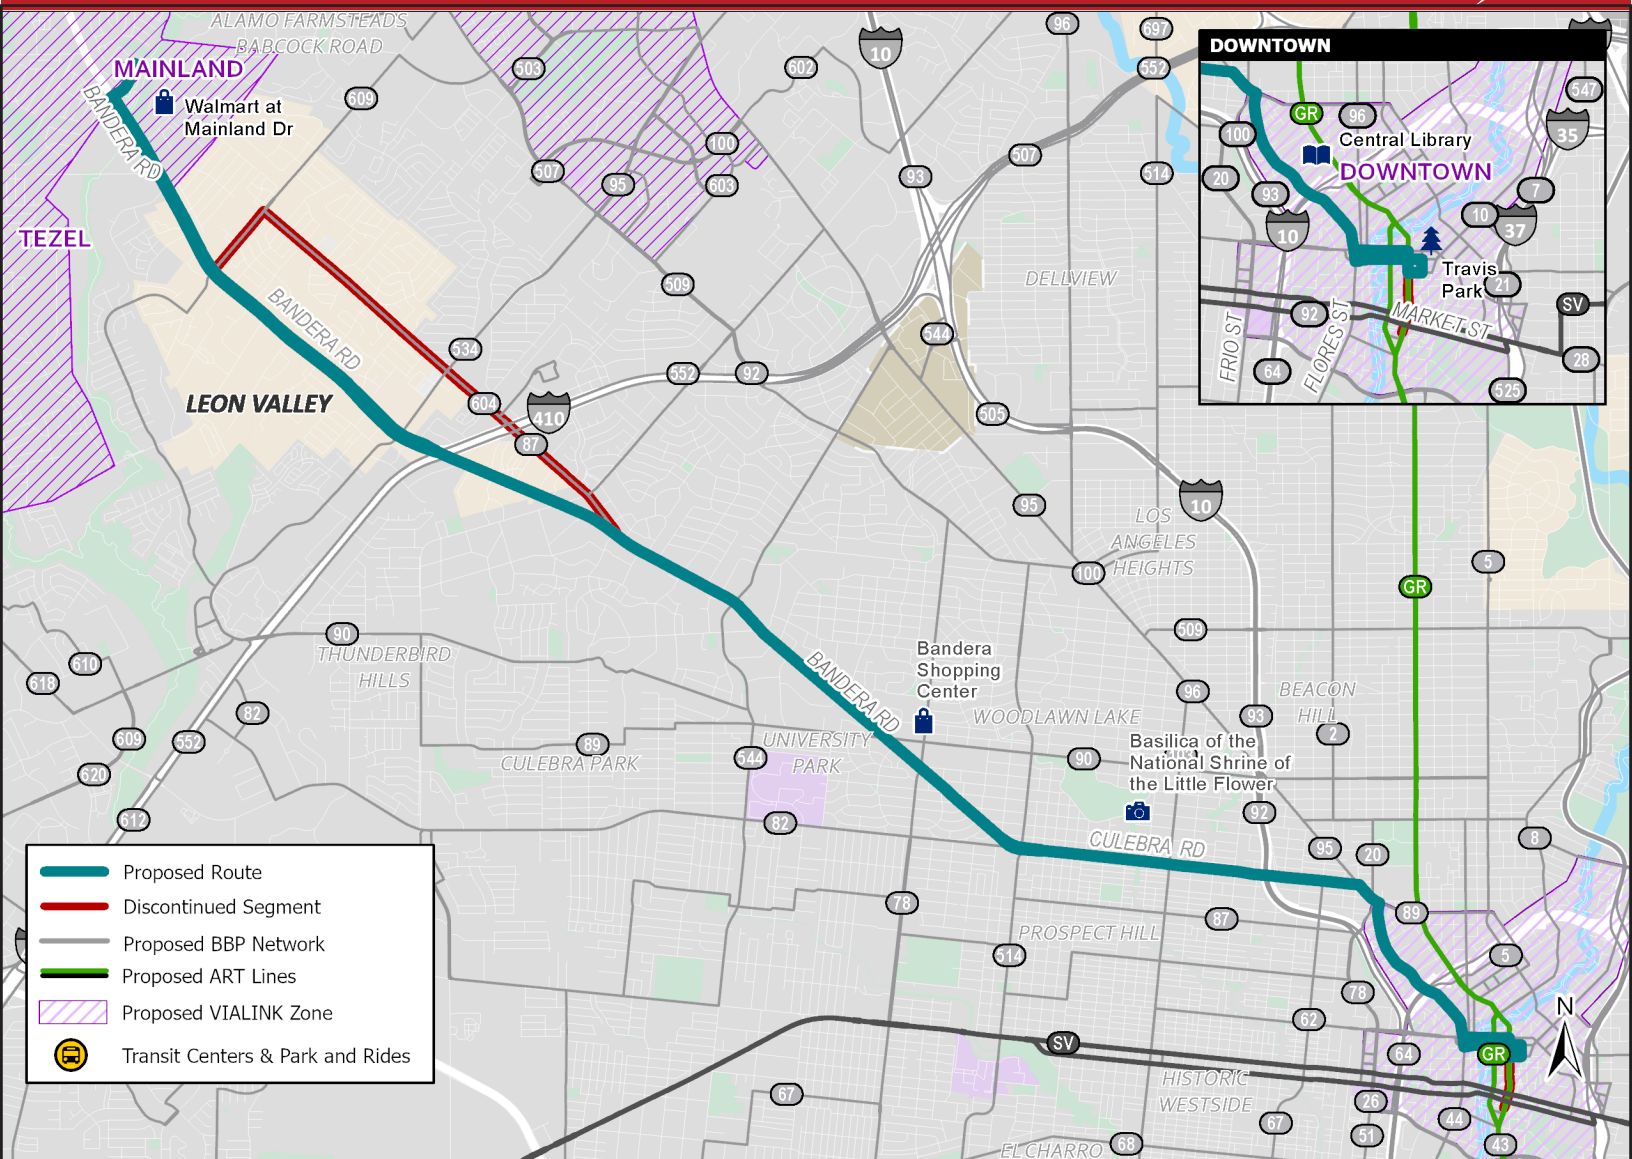 ALAMO FARMSTEADS
BABCOCK ROAD
MAINLAND
Walmart at
Mainland Dr
BANDERA RD
TEZEL
609
503
602
10
96
697
552
507
95
100
603
93
507
514
509
DELLVIEW
544
BANDERA RD
534
604
410
87
552
92
505
LEON VALLEY
95
10
LOS
ANGELES
HEIGHTS
100
5
GR
509
90
THUNDERBIRD
HILLS
610
618
82
609
552
620
612
89
CULEBRA PARK
544
UNIVERSITY
PARK
82
BANDERA RD
Bandera
Shopping
Center
WOODLAWN LAKE
96
93
BEACON
HILL
2
90
Basilica of the
National Shrine of
the Little Flower
92
CULEBRA RD
95
20
8
78
87
89
PROSPECT HILL
514
5
78
62
SV
64
GR
HISTORIC
WESTSIDE
67
67
26
51
44
43
EL CHARRO
68
N
DOWNTOWN
GR
96
547
35
100
Central Library
DOWNTOWN
20
93
7
10
10
37
Travis
Park
21
SV
92
MARKET ST
FRIO ST
FLORES ST
64
28
525
Proposed Route
Discontinued Segment
Proposed BBP Network
Proposed ART Lines
Proposed VIALINK Zone
Transit Centers & Park and Rides